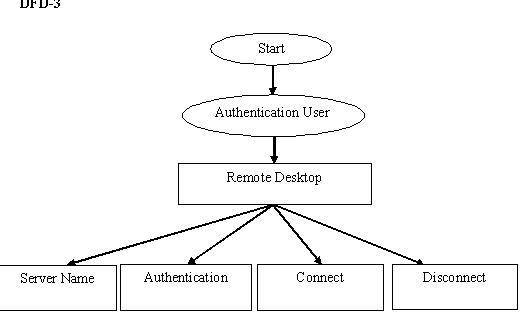 DFD-3
Start
Authentication User
Remote Desktop
Server Name
Authentication
Connect
Disconnect